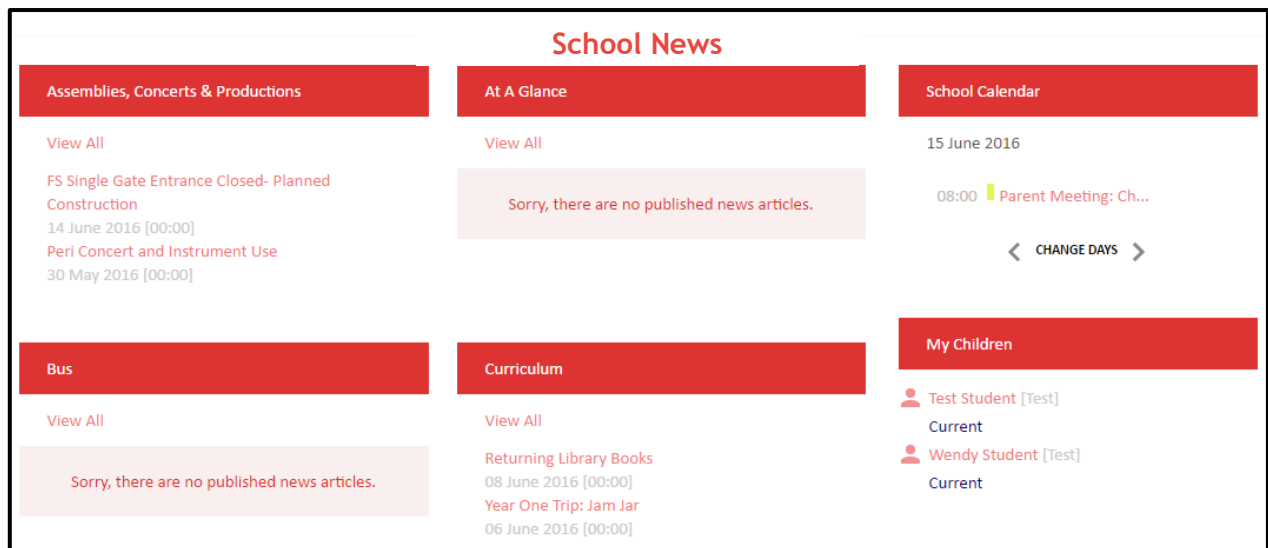 School News
Assemblies, Concerts & Productions
View All
FS Single Gate Entrance Closed- Planned
Construction
14 June 2016 [00:00]
Peri Concert and Instrument Use
30 May 2016 [00:00]
At A Glance
View All
Sorry, there are no published news articles.
School Calendar
15 June 2016
08:00 Parent Meeting: Ch...
CHANGE DAYS
Bus
View All
Sorry, there are no published news articles.
Curriculum
View All
Returning Library Books
08 June 2016 [00:00]
Year One Trip: Jam Jar
06 June 2016 [00:00]
My Children
Test Student [Test]
Current
Wendy Student [Test]
Current